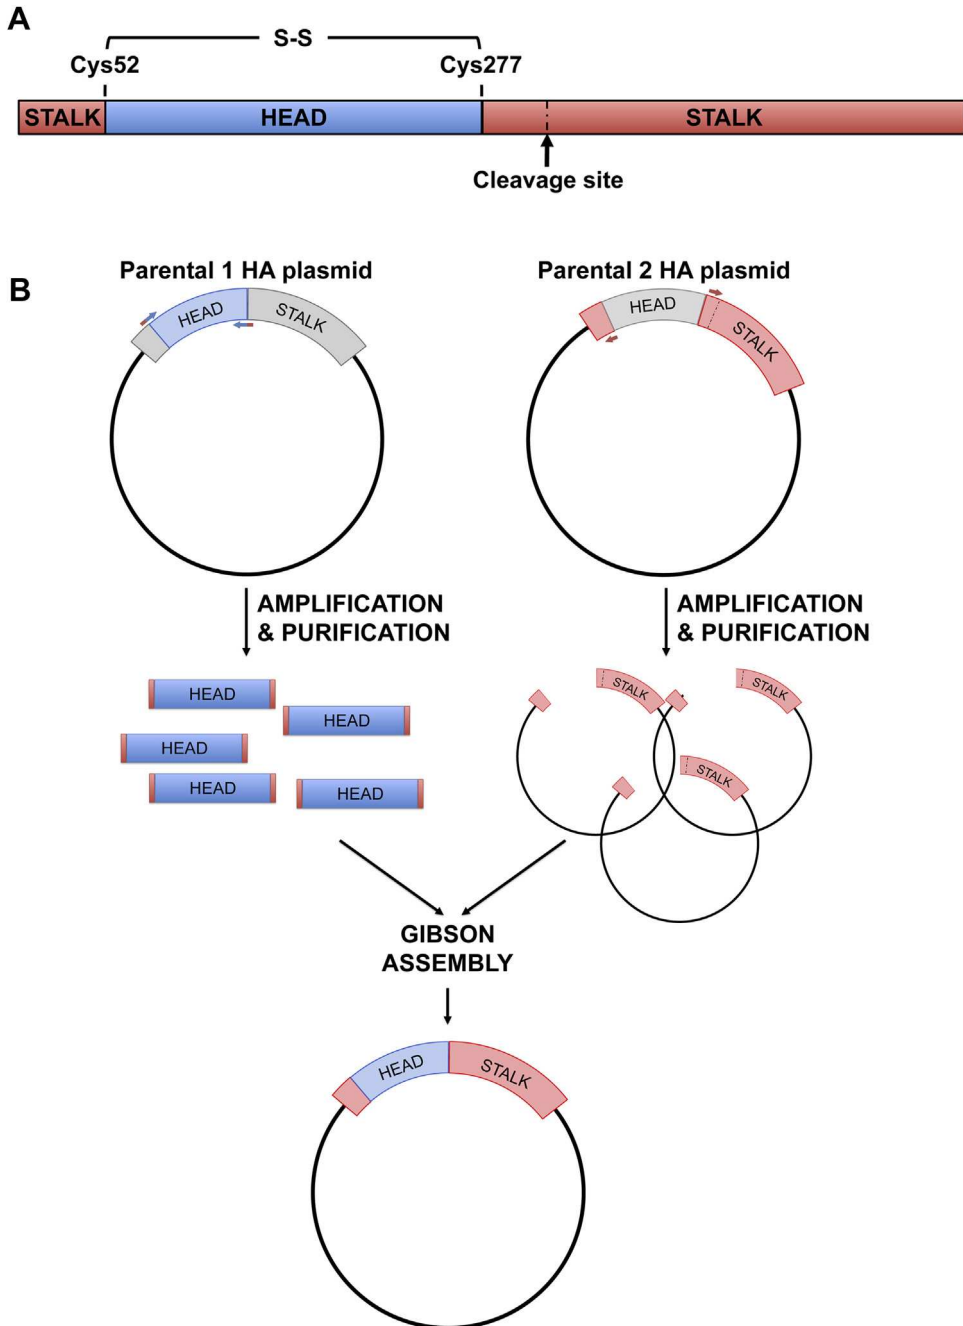 A
S-S
Cys52 Cys277
STALK HEAD STALK
Cleavage site
B
Parental 1 HA plasmid Parental 2 HA plasmid
HEAD STALK HEAD STALK
AMPLIFICATION
& PURIFICATION
AMPLIFICATION
& PURIFICATION
HEAD
HEAD
HEAD
HEAD
HEAD
STALK
STALK
STALK
GIBSON
ASSEMBLY
HEAD STALK